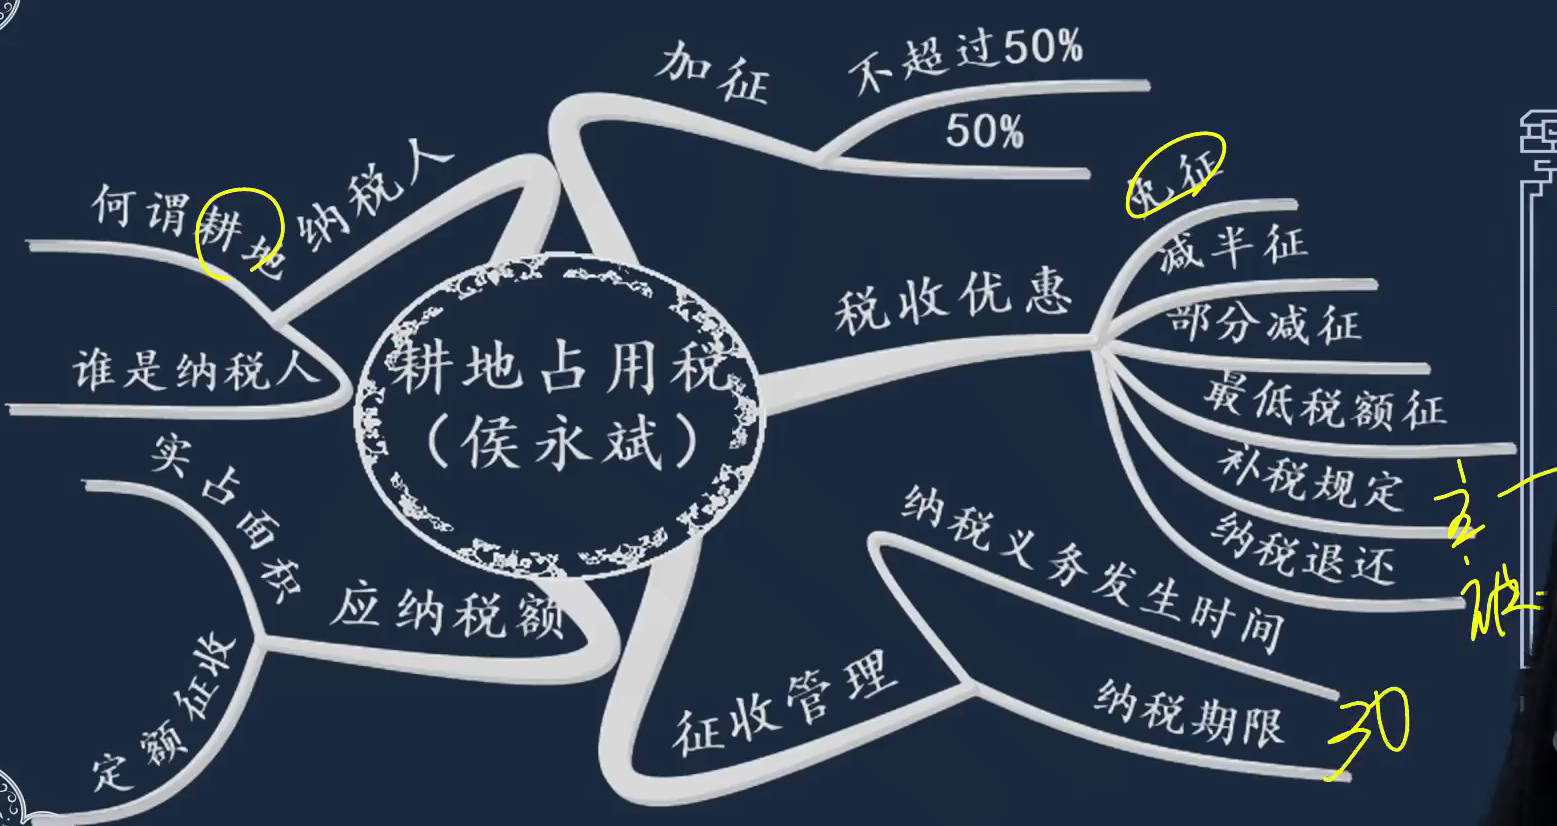 耕地占用税
（侯永斌）
纳税人
何谓耕地
谁是纳税人
加征
不超过50%
50%
税收优惠
免征
减半征
部分减征
最低税额征
补税规定
纳税退还
主一
被
应纳税额
实占面积
定额征收
征收管理
纳税义务发生时间
纳税期限
30